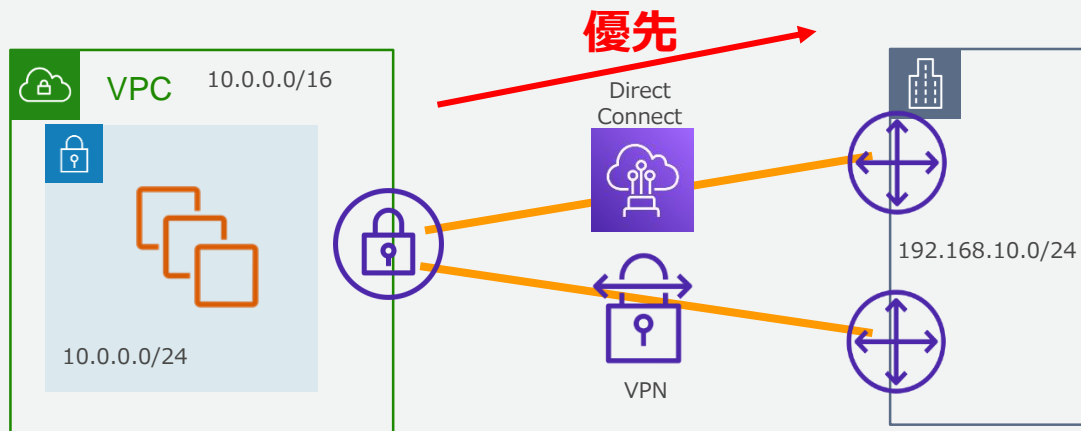 優先
VPC
10.0.0.0/16
Direct
Connect
192.168.10.0/24
10.0.0.0/24
VPN